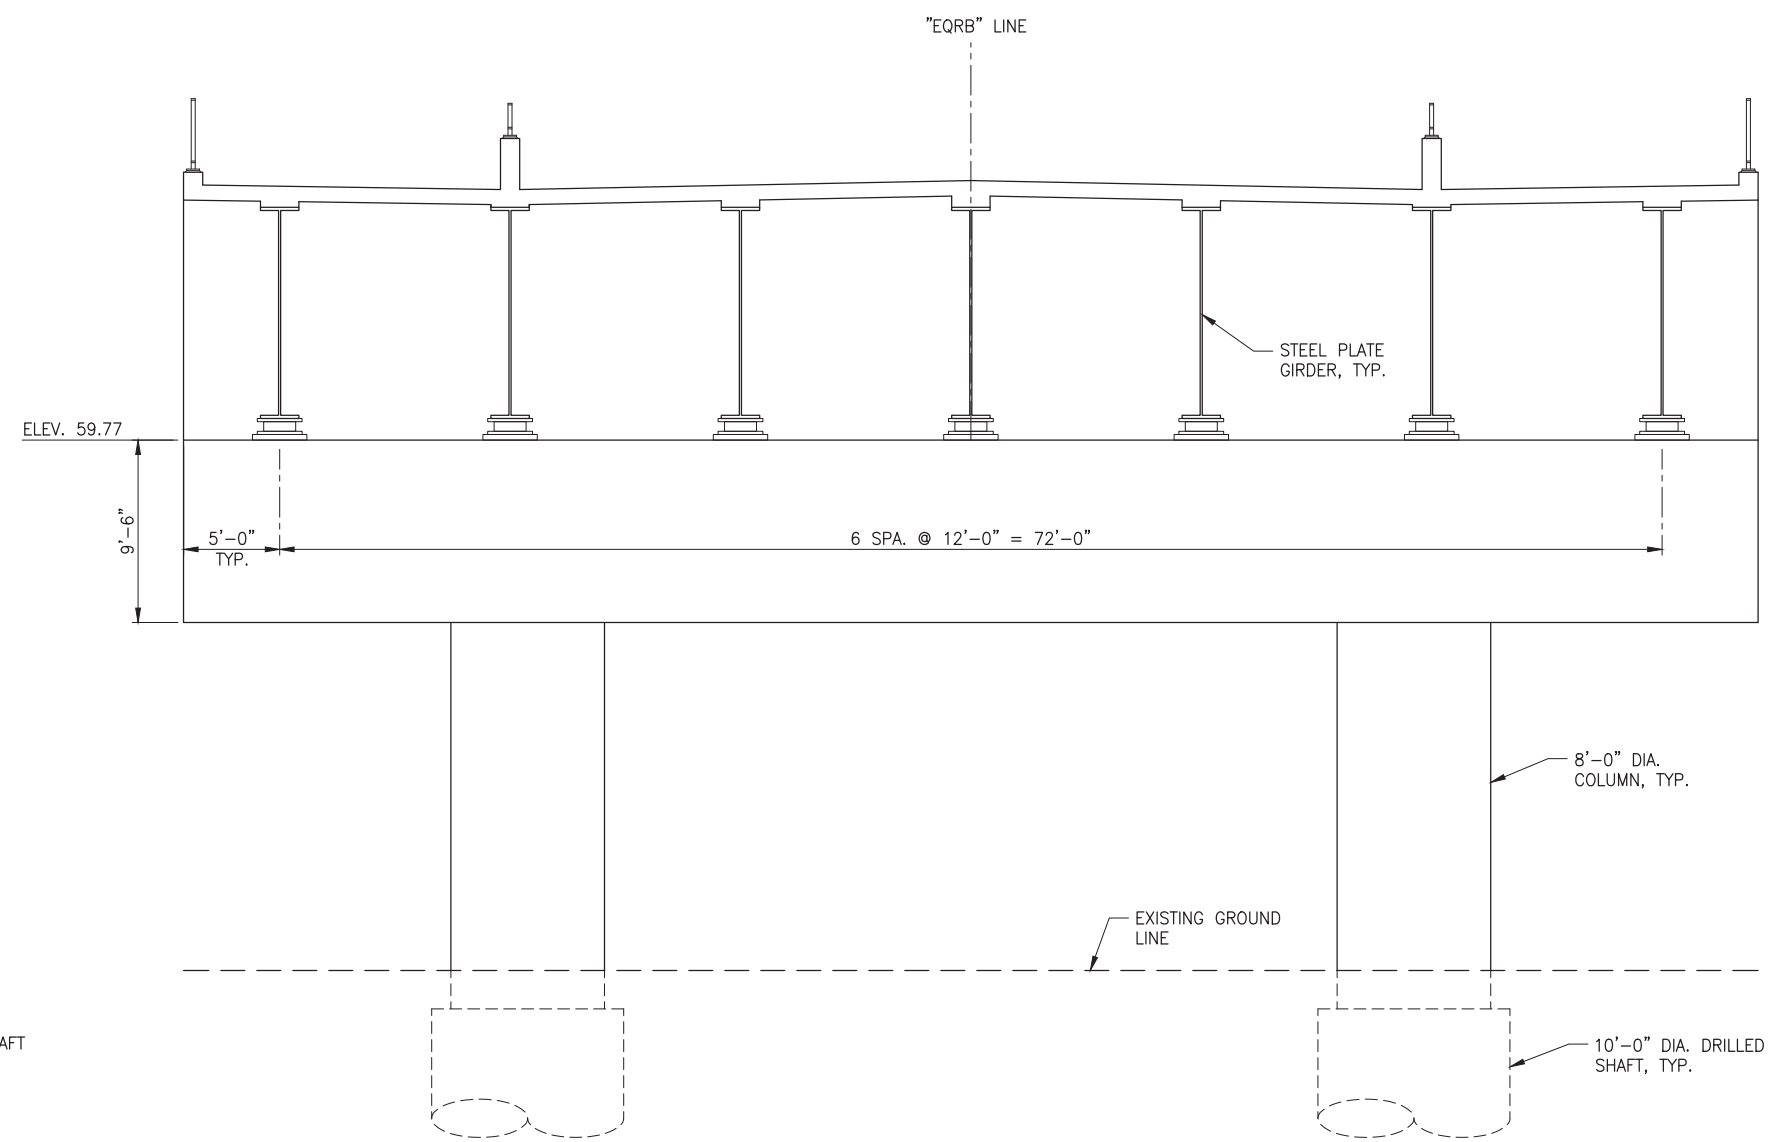 "EQRB" LINE
STEEL PLATE
GIRDER, TYP.
ELEV. 59.77
9'-6"
5'-0"
TYP.
6 SPA. @ 12'-0" = 72'-0"
8'-0" DIA.
COLUMN, TYP.
EXISTING GROUND
LINE
AFT
10'-0" DIA. DRILLED
SHAFT, TYP.